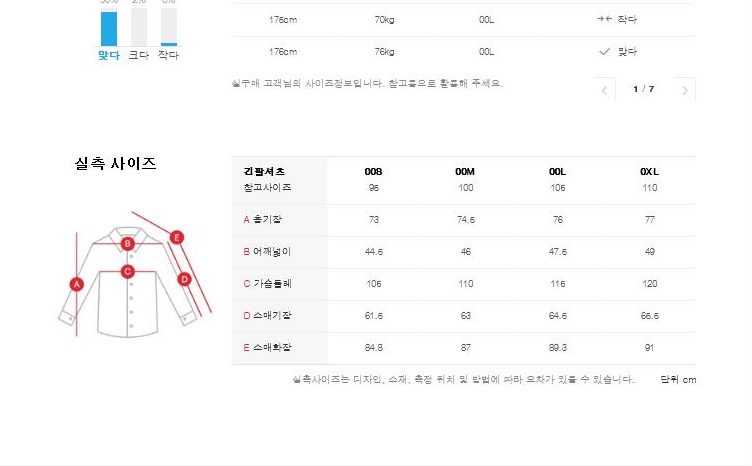 맞다 크다 작다
176cm 70kg 00L 작다
176cm 76kg 00L 맞다
실구매 고객님의 사이즈정보입니다. 참고용으로 활용해 주세요.
1 / 7
실측 사이즈
긴팔셔츠 00S 00M 00L 0XL
참고사이즈 95 100 105 110
A 총기장 73 74.5 76 77
B 어깨넓이 44.5 46 47.5 49
C 가슴둘레 105 110 115 120
D 소매기장 61.5 63 64.5 65.5
E 소매화장 84.8 87 89.3 91
A
B
C
D
E
실측사이즈는 디자인, 소재, 측정 위치 및 방법에 따라 오차가 있을 수 있습니다. 단위 cm